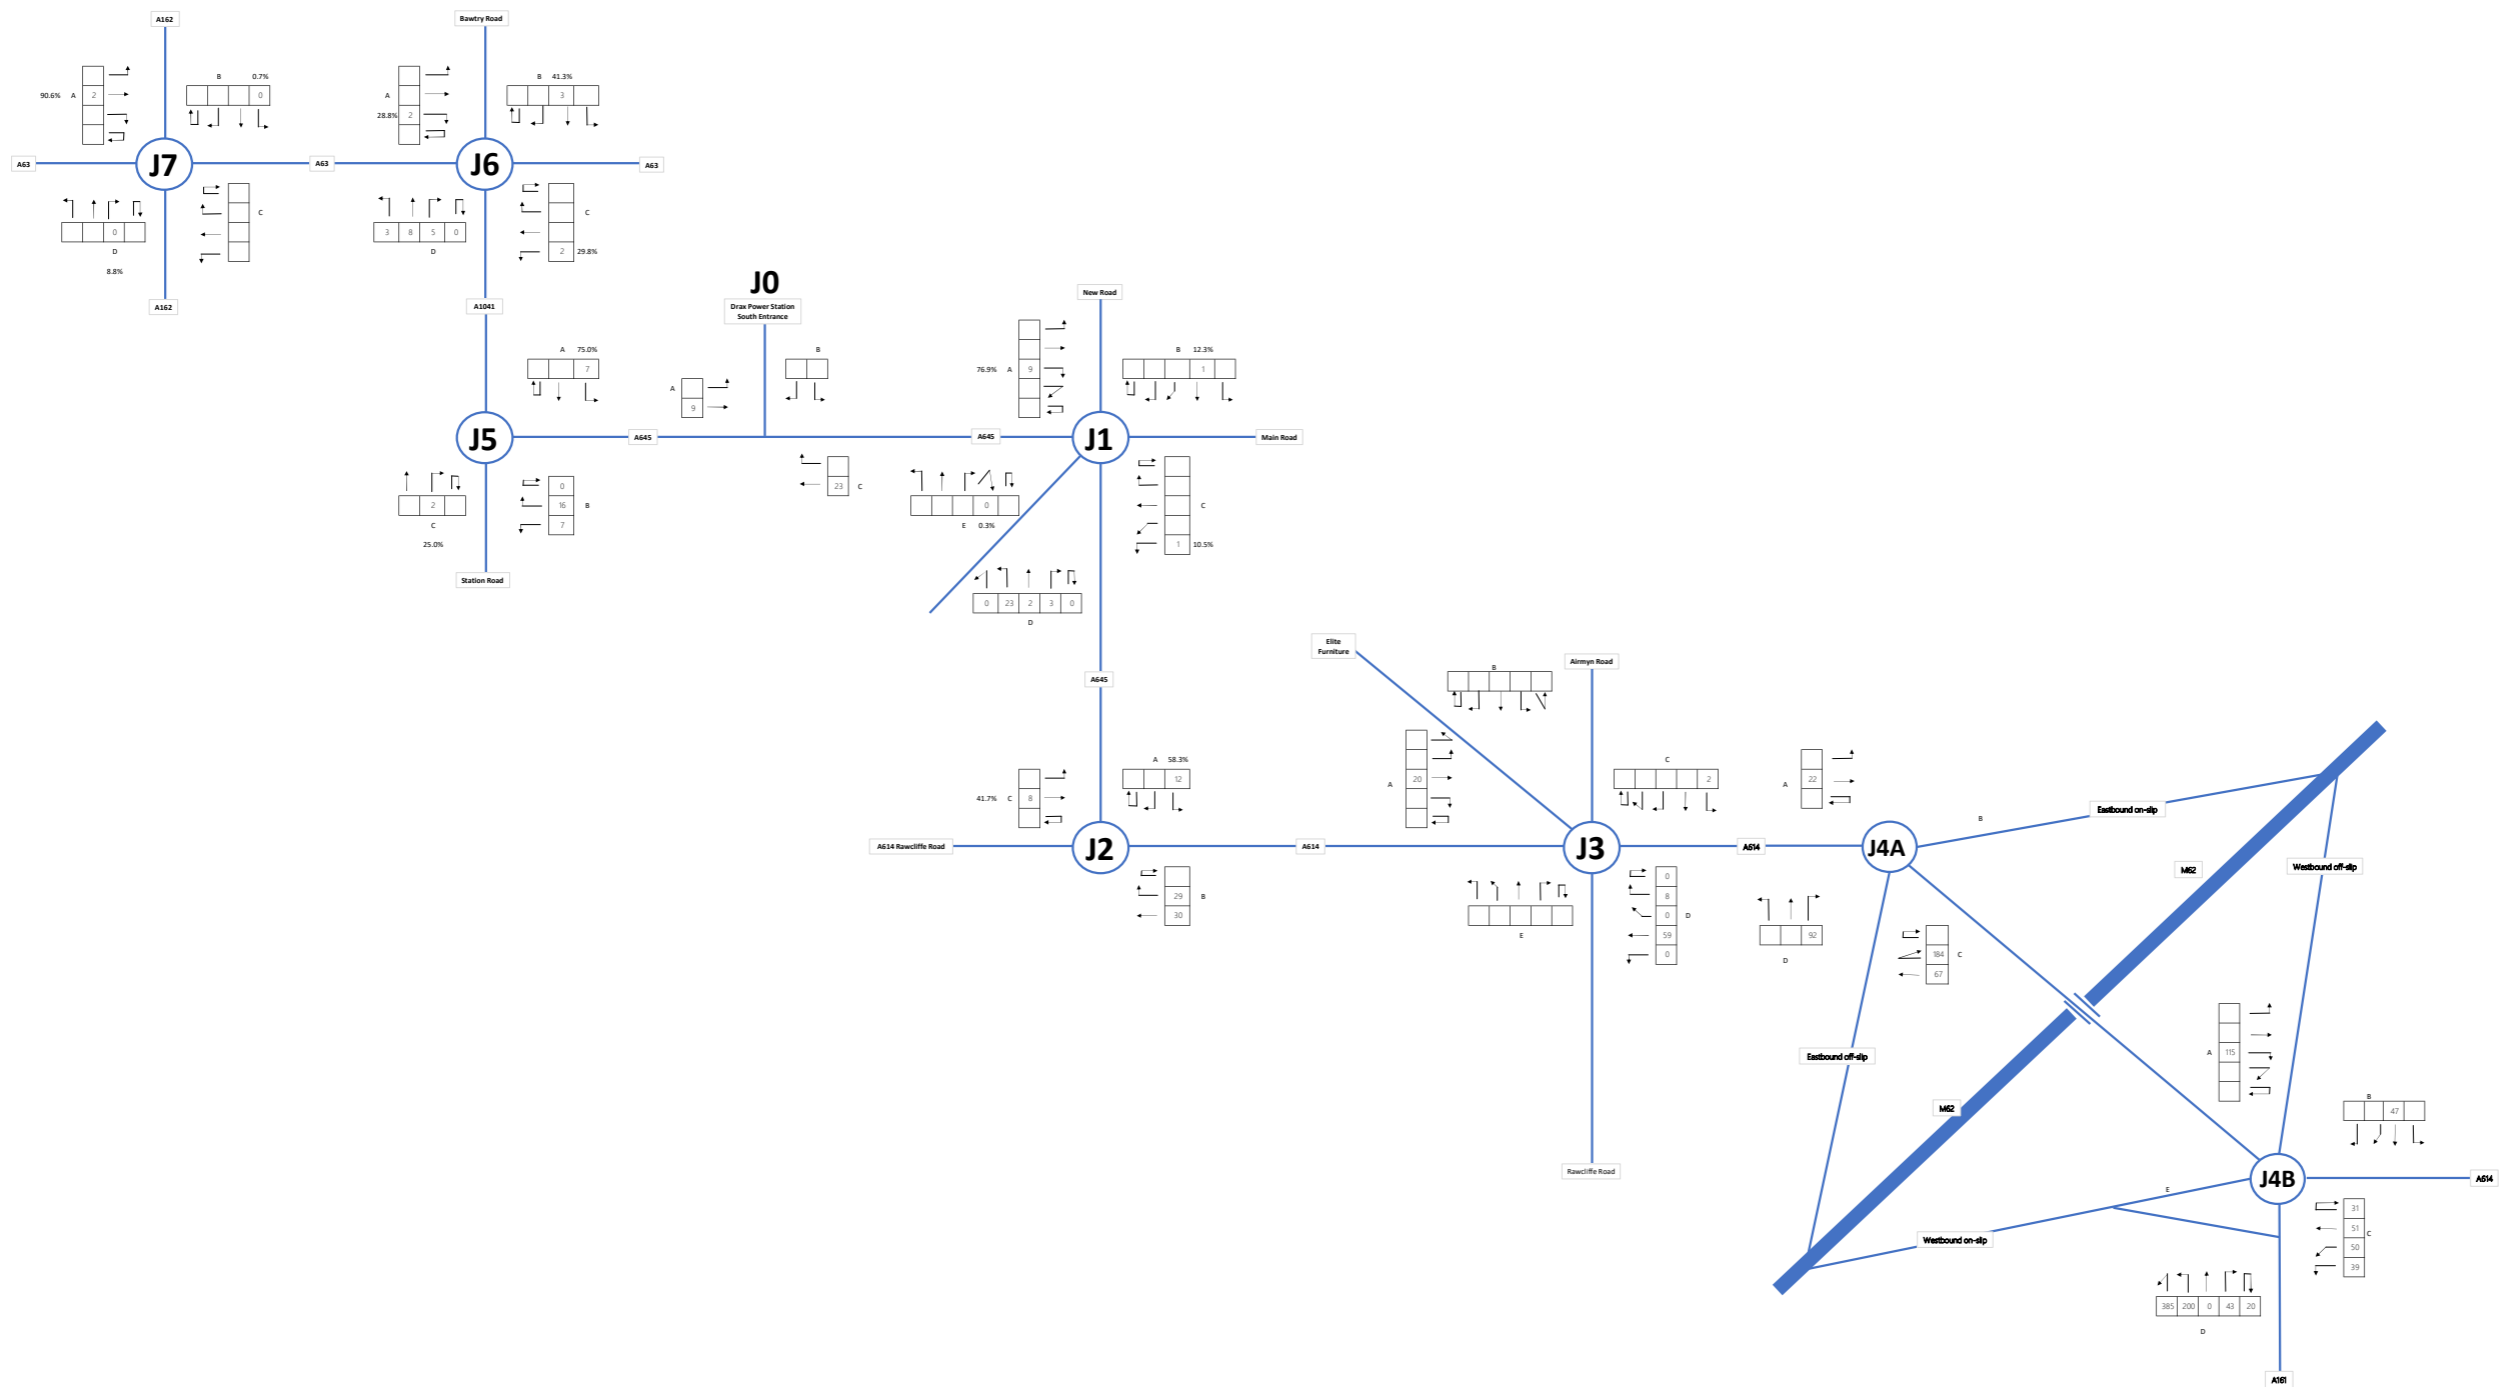 A162
Bawtry Road
B 0.7%
B 41.3%
90.6% A 2
0
A
3
28.8% 2
J7
J6
A63
A63
A63
C
C
0
3 8 5 0
D
D
2 29.8%
8.8%
J0
A162
A1041
Drax Power Station
South Entrance
New Road
A 75.0%
B
B 12.3%
7
76.9% A 9
1
A
9
J5
A645
A645
J1
Main Road
23 C
0
2
16 B
0
C
C
7
E 0.3%
25.0%
1 10.5%
Station Road
0 23 2 3 0
D
Elite
Furniture
Airmyn Road
B
A645
A 58.3%
C
12
20
2
22
41.7% C 8
A
A
Eastbound on-slip
B
A614 Rawcliffe Road
J2
A614
J3
A614
J4A
M62
Westbound off-slip
29 B
30
0
8
0 D
59
0
E
92
D
184 C
67
A 115
Eastbound off-slip
M62
B
47
Rawcliffe Road
J4B
A614
E
31
51
C
50
39
Westbound on-slip
385 200 0 43 20
D
A161